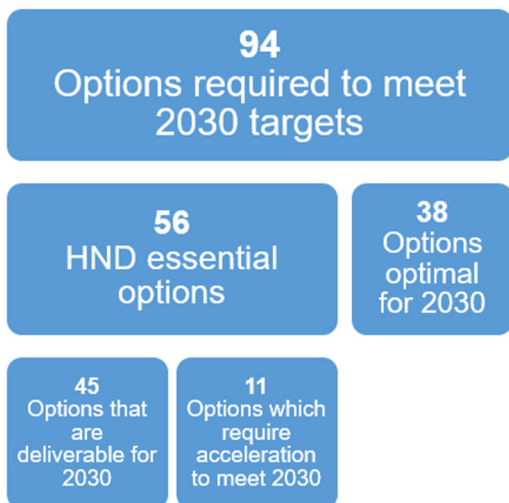 94
Options required to meet
2030 targets
56
HND essential
options
38
Options
optimal
for 2030
45
Options that
are
deliverable for
2030
11
Options which
require
acceleration
to meet 2030